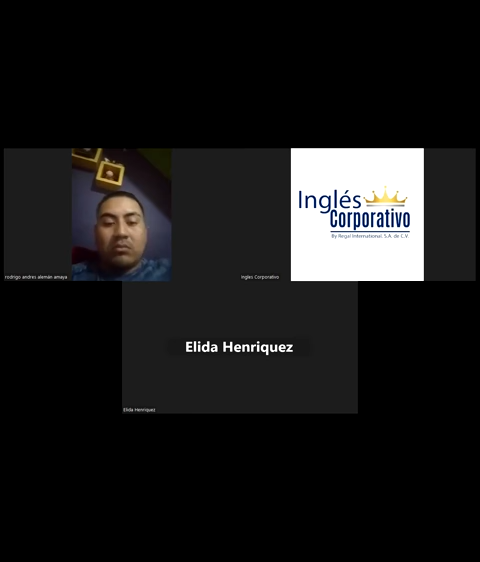 Inglés
Corporativo
By Regal International, S.A. de C.V.
rodrigo andres alemán amaya
Ingles Corporativo
Elida Henriquez
Elida Henriquez